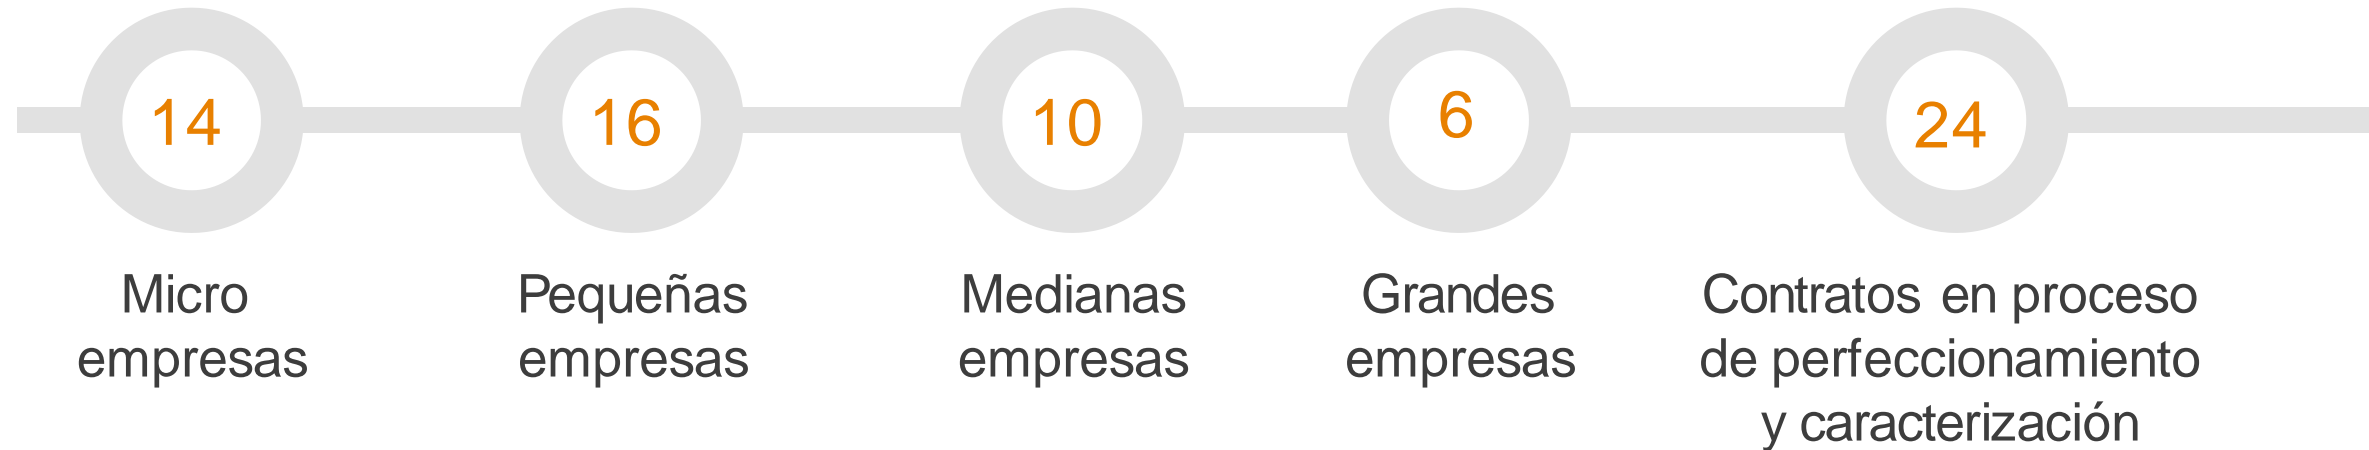 14
Micro
empresas
16
Pequeñas
empresas
10
Medianas
empresas
6
Grandes
empresas
24
Contratos en proceso
de perfeccionamiento
y caracterización